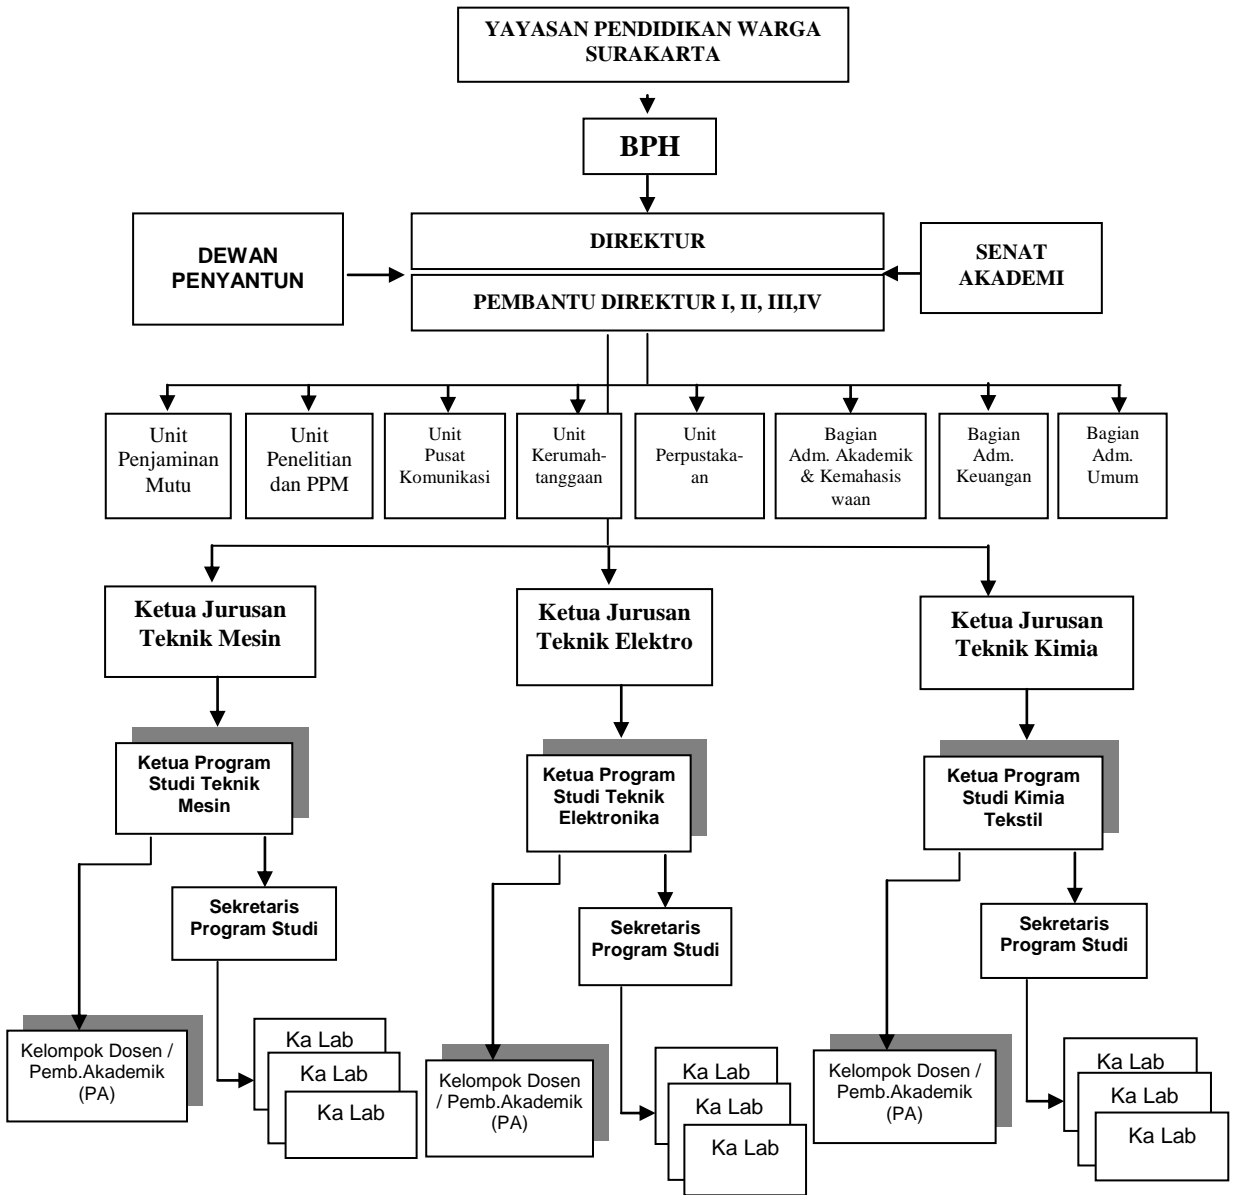 YAYASAN PENDIDIKAN WARGA
SURAKARTA
BPH
DIREKTUR
DEWAN
PENYANTUN
SENAT
AKADEMI
PEMBANTU DIREKTUR I, II, III,IV
Unit
Penjaminan
Mutu
Unit
Penelitian
dan PPM
Unit
Pusat
Komunikasi
Unit
Kerumah-
tanggaan
Unit
Perpustaka-
an
Bagian
Adm. Akademik
& Kemahasis
waan
Bagian
Adm.
Keuangan
Bagian
Adm.
Umum
Ketua Jurusan
Teknik Mesin
Ketua Jurusan
Teknik Elektro
Ketua Jurusan
Teknik Kimia
Ketua Program
Studi Teknik
Mesin
Ketua Program
Studi Teknik
Elektronika
Ketua Program
Studi Kimia
Tekstil
Sekretaris
Program Studi
Sekretaris
Program Studi
Sekretaris
Program Studi
Kelompok Dosen /
Pemb.Akademik
(PA)
Ka Lab
Ka Lab
Ka Lab
Kelompok Dosen
/ Pemb.Akademik
(PA)
Ka Lab
Ka Lab
Ka Lab
Kelompok Dosen /
Pemb.Akademik
(PA)
Ka Lab
Ka Lab
Ka Lab